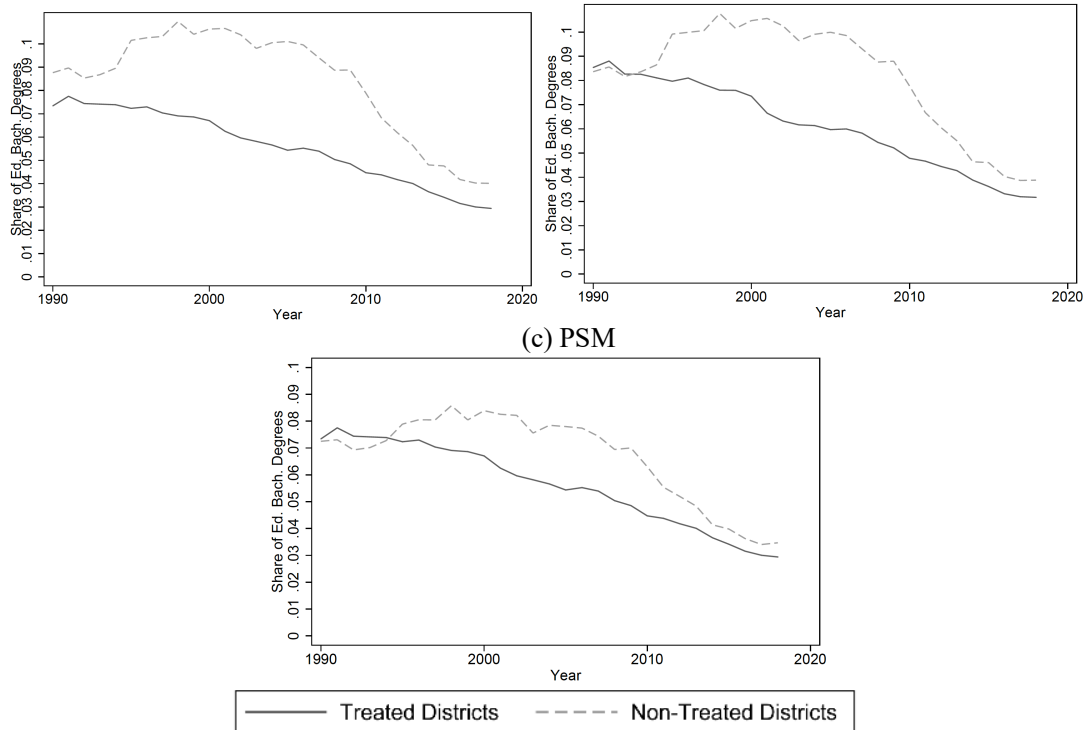 Share of Ed. Bach. Degrees
0 .01 .02 .03 .04 .05 .06 .07 .08 .09 .1
1990 2000 2010 2020
Year
Share of Ed. Bach. Degrees
0 .01 .02 .03 .04 .05 .06 .07 .08 .09 .1
1990 2000 2010 2020
Year
(c) PSM
Share of Ed. Bach. Degrees
0 .01 .02 .03 .04 .05 .06 .07 .08 .09 .1
1990 2000 2010 2020
Year
Treated Districts Non-Treated Districts